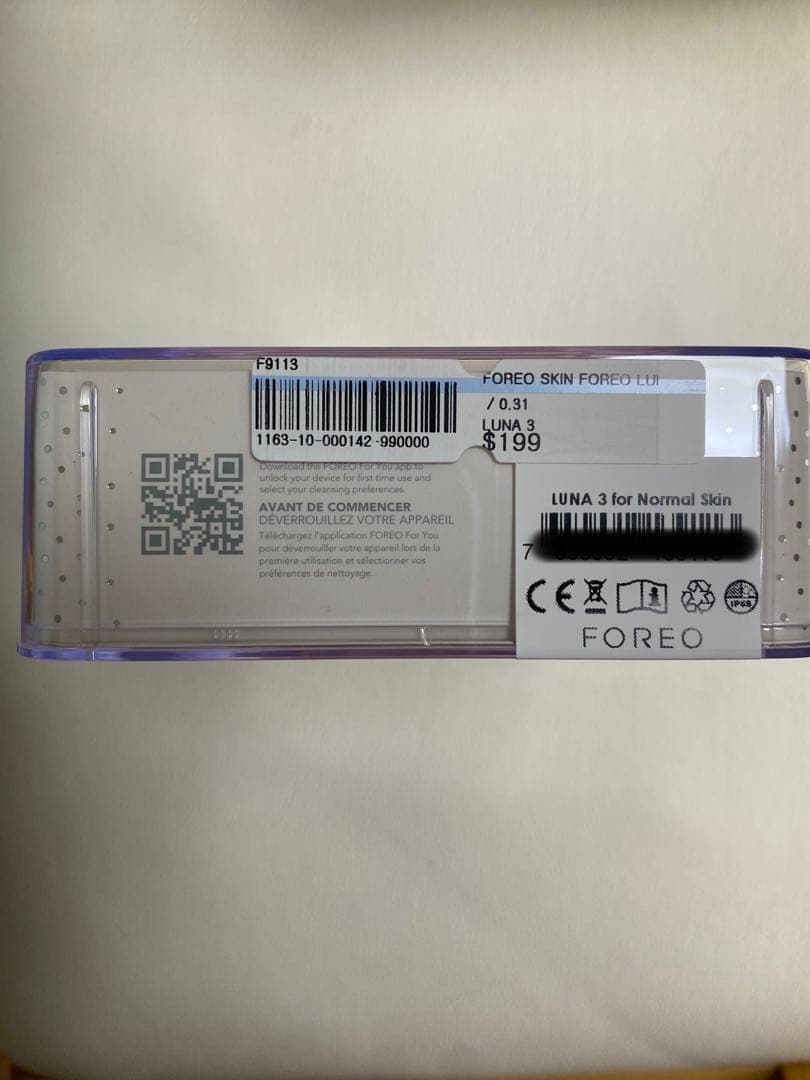 F9113
1163-10-000142-990000
FOREO SKIN FOREO LU
/ 0.31
LUNA 3
$199
Download the FOREO For You app to
unlock your device for first time use and
select your cleansing preferences.
AVANT DE COMMENCER
DÉVERROUILLEZ VOTRE APPAREIL
Téléchargez l'application FOREO For You
pour déverrouiller votre appareil lors de la
première utilisation et sélectionner vos
préférences de nettoyage.
LUNA 3 for Normal Skin
7
CE
IP68
FOREO